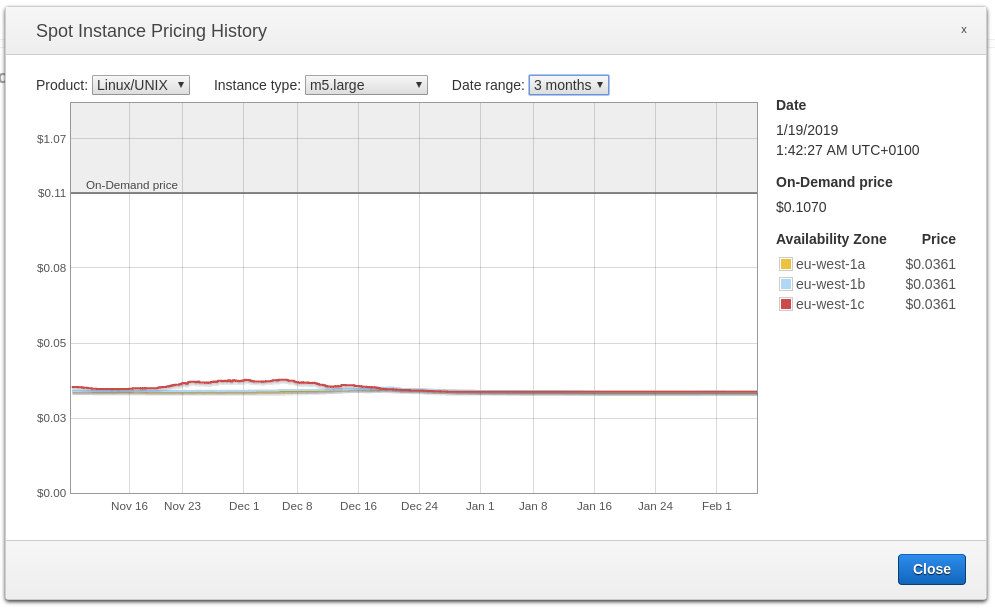 Spot Instance Pricing History
x
Product: Linux/UNIX Instance type: m5.large Date range: 3 months
$1.07
On-Demand price
$0.11
$0.08
$0.05
$0.03
$0.00
Nov 16 Nov 23 Dec 1 Dec 8 Dec 16 Dec 24 Jan 1 Jan 8 Jan 16 Jan 24 Feb 1
Date
1/19/2019
1:42:27 AM UTC+0100
On-Demand price
$0.1070
Availability Zone Price
eu-west-1a $0.0361
eu-west-1b $0.0361
eu-west-1c $0.0361
Close